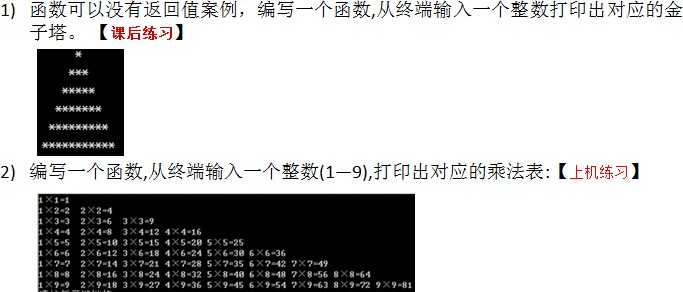 1) 函数可以没有返回值案例，编写一个函数,从终端输入一个整数打印出对应的金
子塔。 【课后练习】
*
***
*****
*******
*********
***********
2) 编写一个函数,从终端输入一个整数(1—9),打印出对应的乘法表:【上机练习】
1×1=1
1×2=2 2×2=4
1×3=3 2×3=6 3×3=9
1×4=4 2×4=8 3×4=12 4×4=16
1×5=5 2×5=10 3×5=15 4×5=20 5×5=25
1×6=6 2×6=12 3×6=18 4×6=24 5×6=30 6×6=36
1×7=7 2×7=14 3×7=21 4×7=28 5×7=35 6×7=42 7×7=49
1×8=8 2×8=16 3×8=24 4×8=32 5×8=40 6×8=48 7×8=56 8×8=64
1×9=9 2×9=18 3×9=27 4×9=36 5×9=45 6×9=54 7×9=63 8×9=72 9×9=81